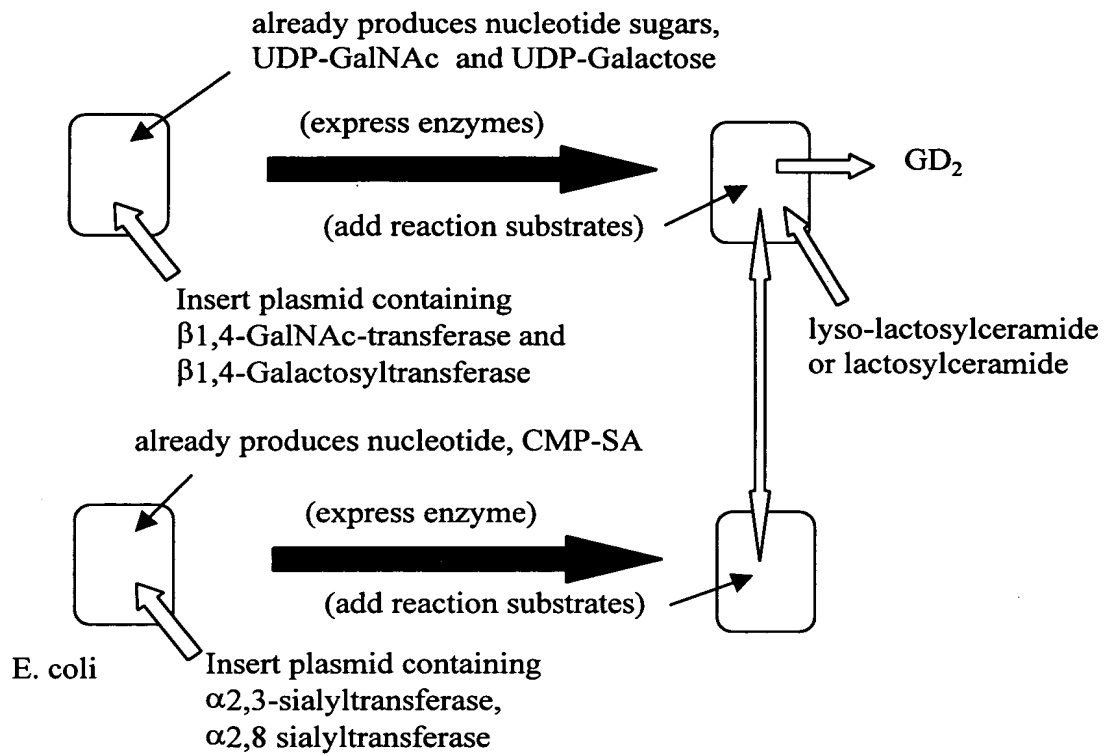 already produces nucleotide sugars,
UDP-GalNAc and UDP-Galactose
(express enzymes)
GD2
(add reaction substrates)
Insert plasmid containing
β1,4-GalNAc-transferase and
β1,4-Galactosyltransferase
lyso-lactosylceramide
or lactosylceramide
already produces nucleotide, CMP-SA
(express enzyme)
(add reaction substrates)
E. coli
Insert plasmid containing
α2,3-sialyltransferase,
α2,8 sialyltransferase